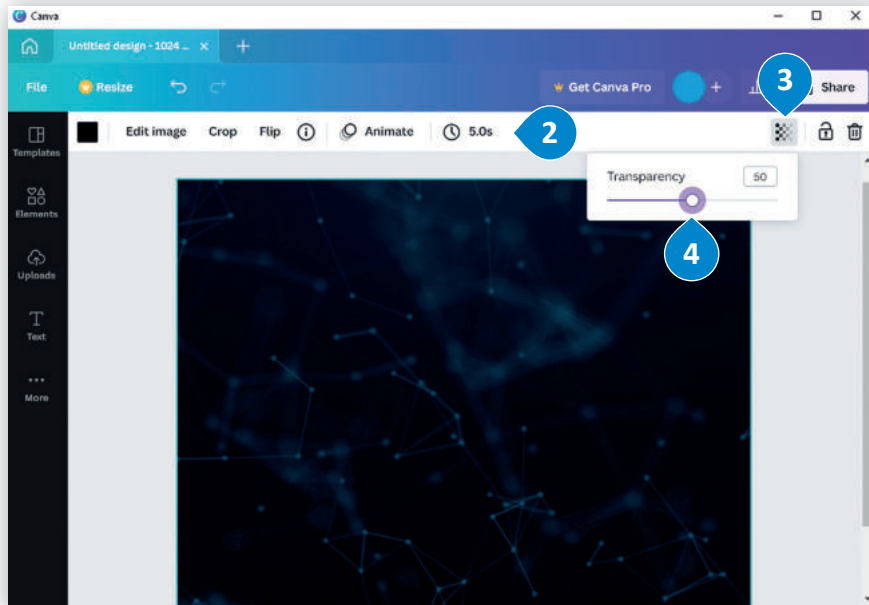 Canva
Untitled design - 1024 ...
File Resize Get Canva Pro + 3 Share
Edit image Crop Flip Animate 5.0s 2
Templates
Transparency 50
Elements
4
Uploads
Text
More